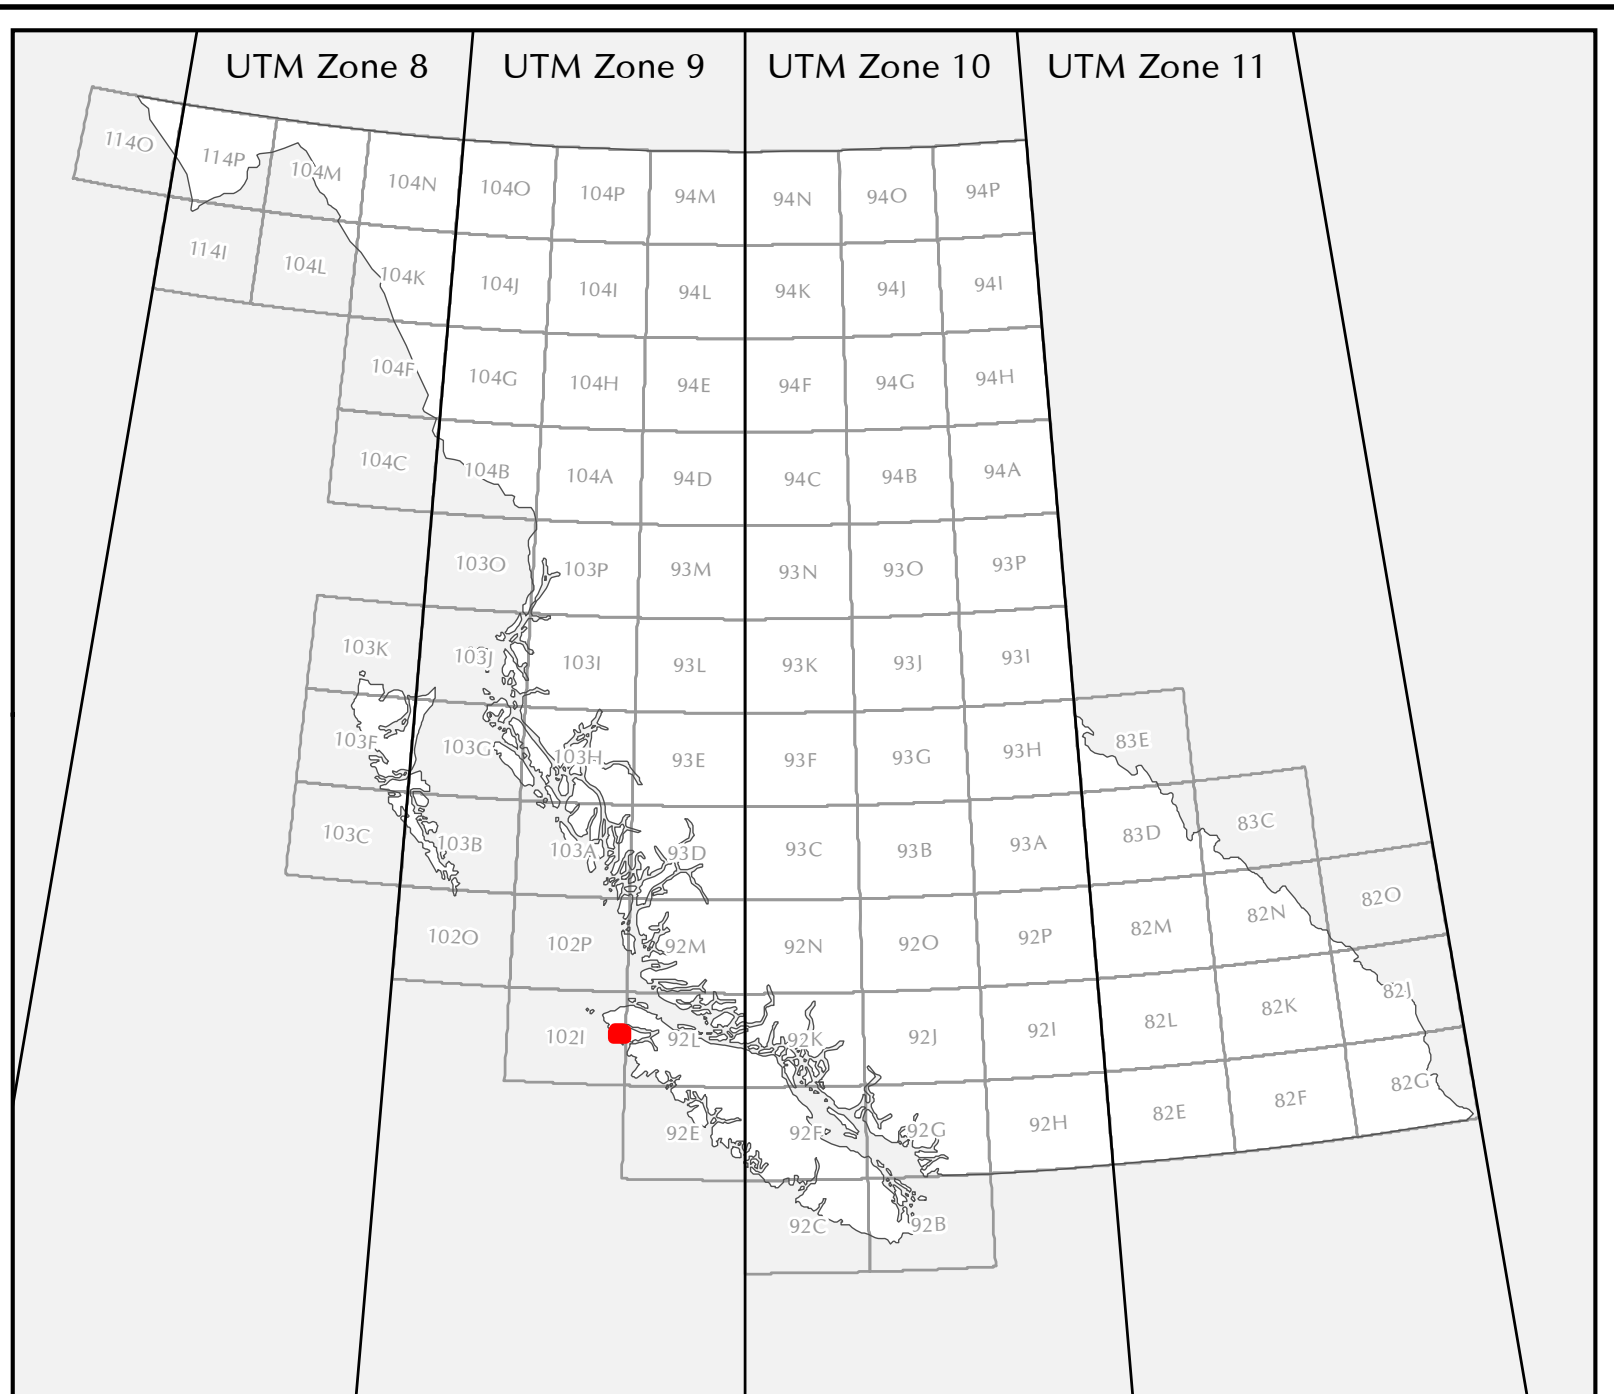 UTM Zone 8 UTM Zone 9 UTM Zone 10 UTM Zone 11
114O 114P 104M 104N 104O 104P 94M 94N 94O 94P
114I 104L 104K 104J 104I 94L 94K 94J 94I
104F 104G 104H 94E 94F 94G 94H
104C 104B 104A 94D 94C 94B 94A
103O 103P 93M 93N 93O 93P
103K 103J 103I 93L 93K 93J 93I
103F 103G 103H 93E 93F 93G 93H 83E
103C 103B 103A 93D 93C 93B 93A 83D 83C
102O 102P 92M 92N 92O 92P 82M 82N 82O
102I 92L 92K 92J 92I 82L 82K 82J
92E 92F 92G 92H 82E 82F 82G
92C 92B